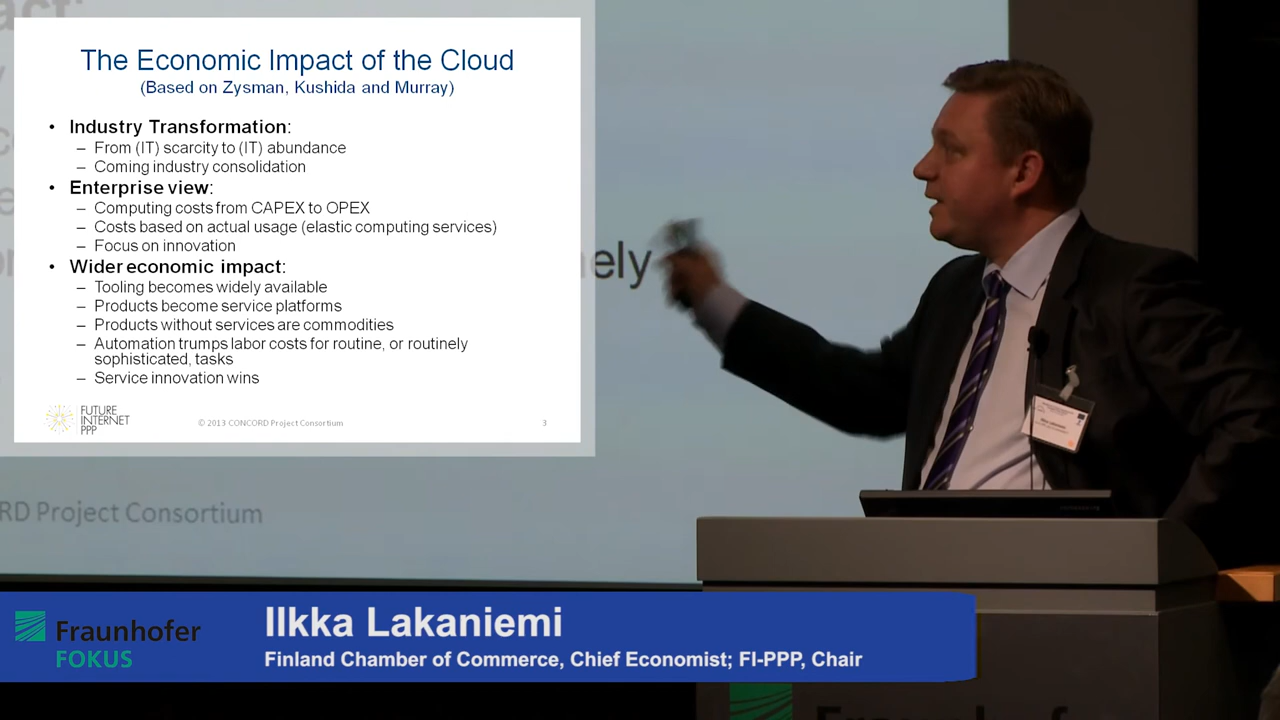 The Economic Impact of the Cloud
(Based on Zysman, Kushida and Murray)
• Industry Transformation:
– From (IT) scarcity to (IT) abundance
– Coming industry consolidation
• Enterprise view:
– Computing costs from CAPEX to OPEX
– Costs based on actual usage (elastic computing services)
– Focus on innovation
• Wider economic impact:
– Tooling becomes widely available
– Products become service platforms
– Products without services are commodities
– Automation trumps labor costs for routine, or routinely
sophisticated, tasks
– Service innovation wins
FUTURE
INTERNET
PPP
© 2013 CONCORD Project Consortium
3
nely
RD Project Consortium
Fraunhofer
FOKUS
Ilkka Lakaniemi
Finland Chamber of Commerce, Chief Economist; FI-PPP, Chair
Fraunhofer